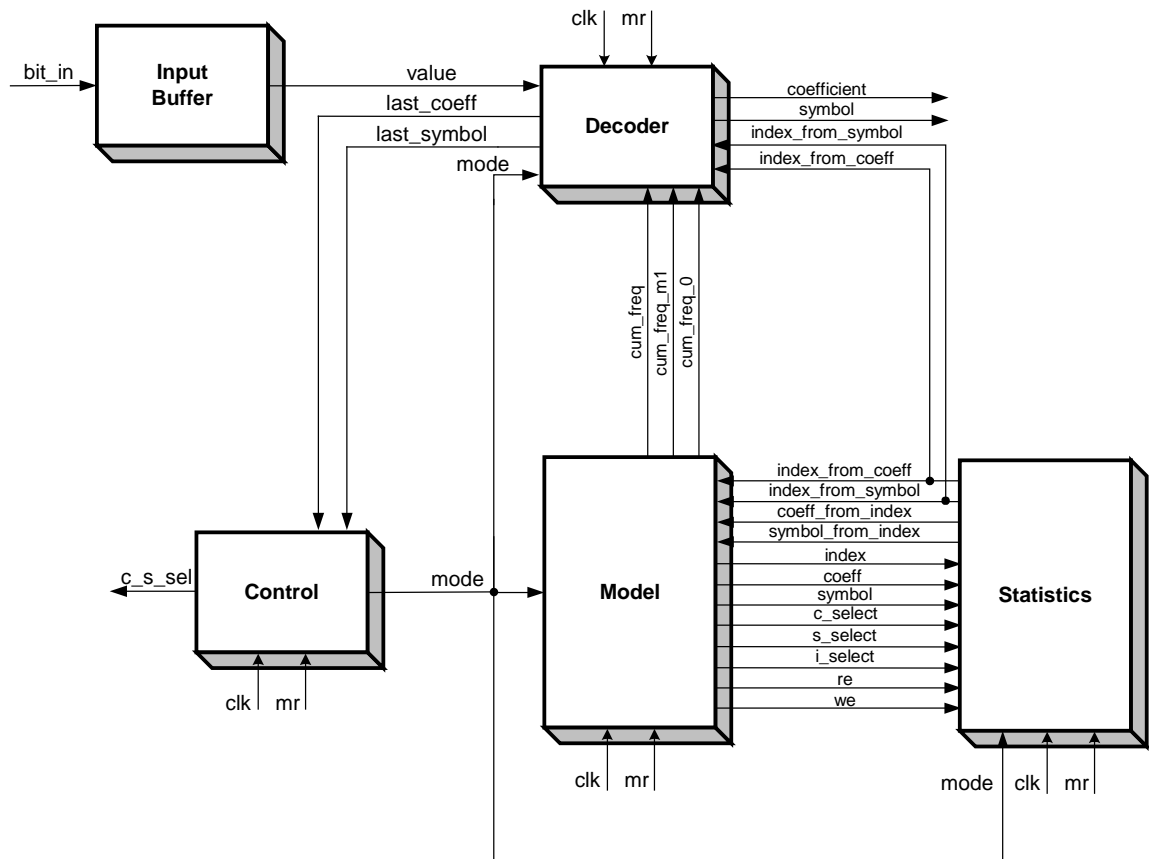 clk
mr
bit_in
Input
Buffer
value
last_coeff
last_symbol
mode
Decoder
coefficient
symbol
index_from_symbol
index_from_coeff
cum_freq
cum_freq_m1
cum_freq_0
c_s_sel
Control
mode
clk
mr
Model
index_from_coeff
index_from_symbol
coeff_from_index
symbol_from_index
index
coeff
symbol
c_select
s_select
i_select
re
we
Statistics
clk
mr
mode
clk
mr